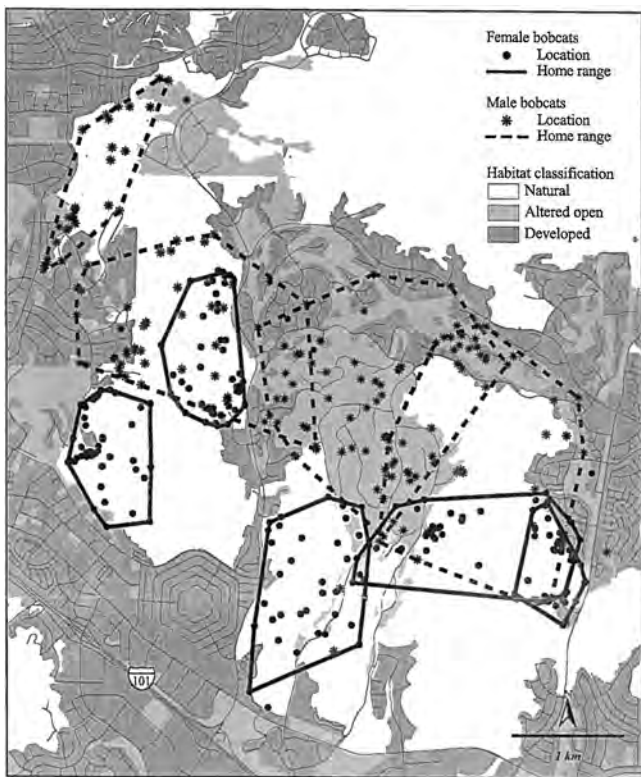 Female bobcats
Location
Home range
Male bobcats
Location
Home range
Habitat classification
Natural
Altered open
Developed
101
1 km